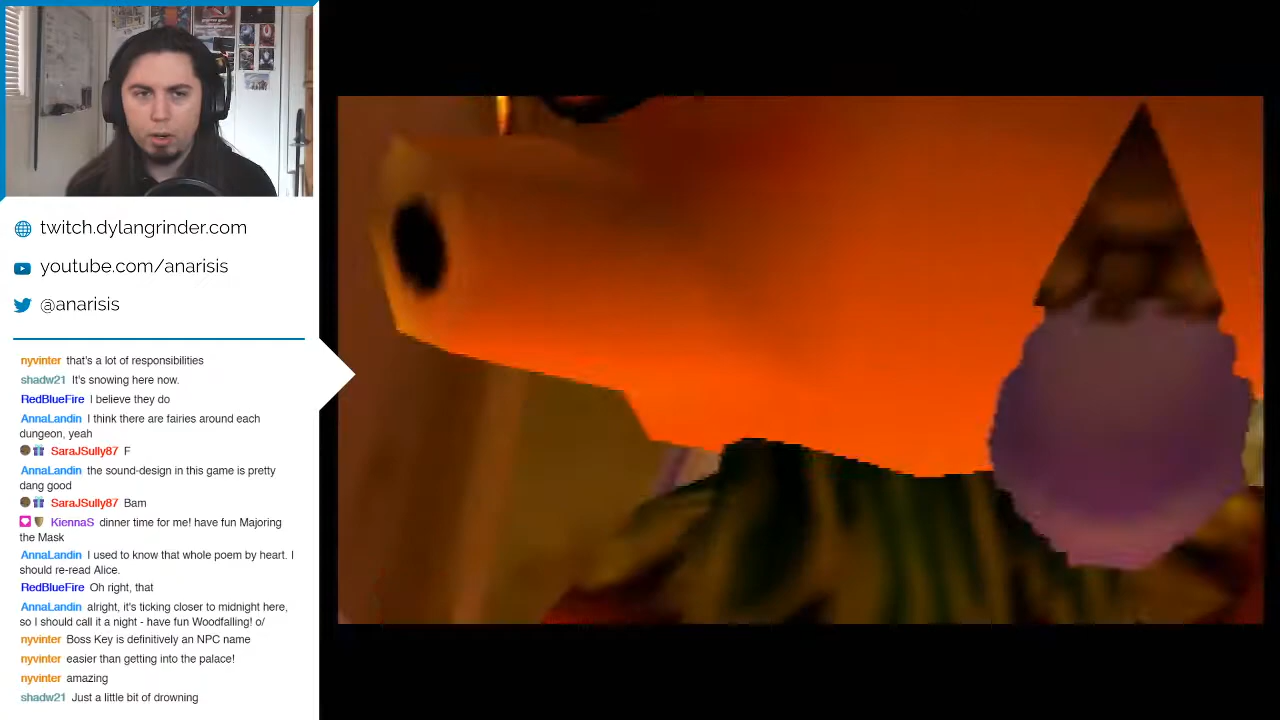 twitch.dylangrinder.com
youtube.com/anarisis
@anarisis
nyvinter that's a lot of responsibilities
shadw21 It's snowing here now.
RedBlueFire I believe they do
AnnaLandin I think there are fairies around each
dungeon, yeah
SaraJSully87 F
AnnaLandin the sound-design in this game is pretty
dang good
SaraJSully87 Bam
KiennaS dinner time for me! have fun Majoring
the Mask
AnnaLandin I used to know that whole poem by heart. I
should re-read Alice.
RedBlueFire Oh right, that
AnnaLandin alright, it's ticking closer to midnight here,
so I should call it a night - have fun Woodfalling! o/
nyvinter Boss Key is definitively an NPC name
nyvinter easier than getting into the palace!
nyvinter amazing
shadw21 Just a little bit of drowning